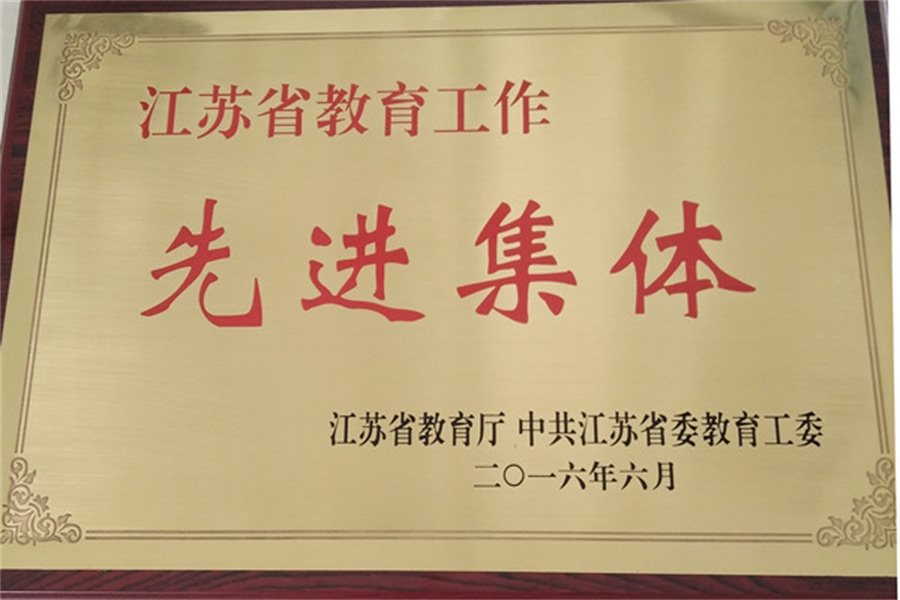 江苏省教育工作
先进集体
江苏省教育厅 中共江苏省委教育工委
二〇一六年六月